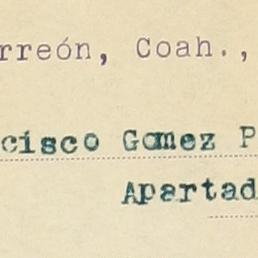 rreón, Coah.,
cisco Gomez P
Apartad